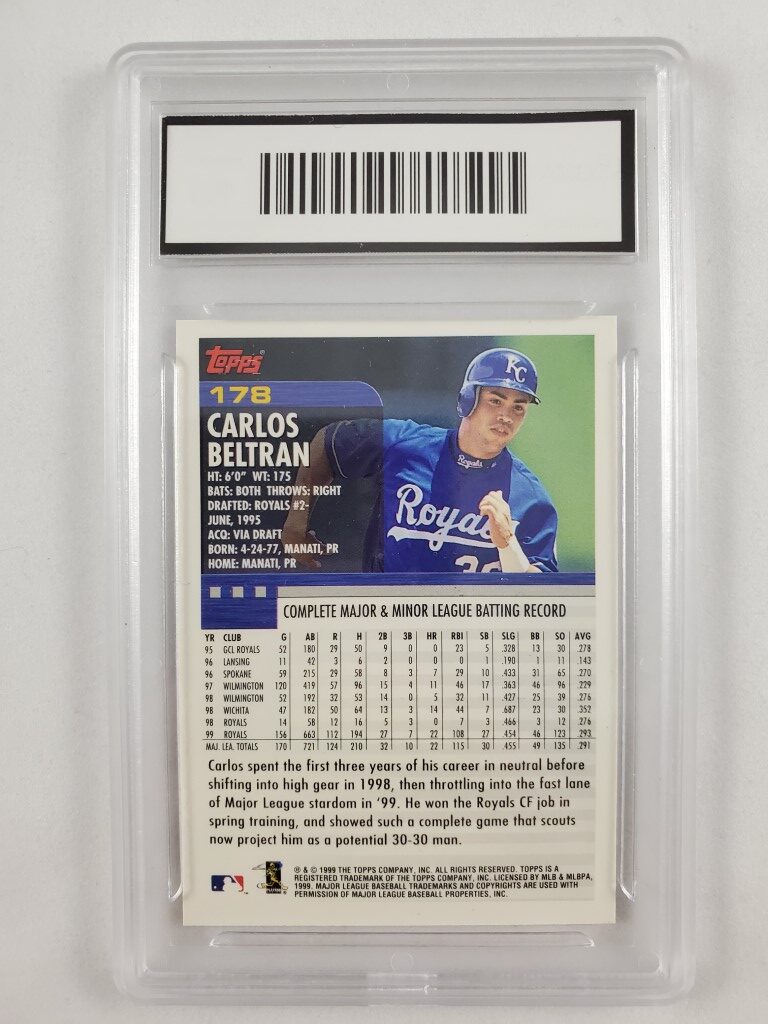 Topps
178
CARLOS
BELTRAN
HT: 6'0" WT: 175
BATS: BOTH THROWS: RIGHT
DRAFTED: ROYALS #2-
JUNE, 1995
ACQ: VIA DRAFT
BORN: 4-24-77, MANATI, PR
HOME: MANATI, PR
KC
Royals
Royals
COMPLETE MAJOR & MINOR LEAGUE BATTING RECORD
YR CLUB G AB R H 2B 3B HR RBI SB SLG BB SO AVG
95 GCL ROYALS 52 180 29 50 9 0 0 23 5 .328 13 30 .278
96 LANSING 11 42 3 6 2 0 0 0 1 .190 1 11 .143
96 SPOKANE 59 215 29 58 8 3 7 29 10 .433 31 65 .270
97 WILMINGTON 120 419 57 96 15 4 11 46 17 .363 46 96 .229
98 WILMINGTON 52 192 32 53 14 0 5 32 11 .427 25 39 .276
98 WICHITA 47 182 50 64 13 3 14 44 7 .687 23 30 .352
98 ROYALS 14 58 12 16 5 3 0 7 3 .466 3 12 .276
99 ROYALS 156 663 112 194 27 7 22 108 27 .454 46 123 .293
MAJ. LEA. TOTALS 170 721 124 210 32 10 22 115 30 .455 49 135 .291
Carlos spent the first three years of his career in neutral before
shifting into high gear in 1998, then throttling into the fast lane
of Major League stardom in '99. He won the Royals CF job in
spring training, and showed such a complete game that scouts
now project him as a potential 30-30 man.
® & © 1999 THE TOPPS COMPANY, INC. ALL RIGHTS RESERVED. TOPPS IS A
REGISTERED TRADEMARK OF THE TOPPS COMPANY, INC. LICENSED BY MLB & MLBPA,
1999. MAJOR LEAGUE BASEBALL TRADEMARKS AND COPYRIGHTS ARE USED WITH
PERMISSION OF MAJOR LEAGUE BASEBALL PROPERTIES, INC.